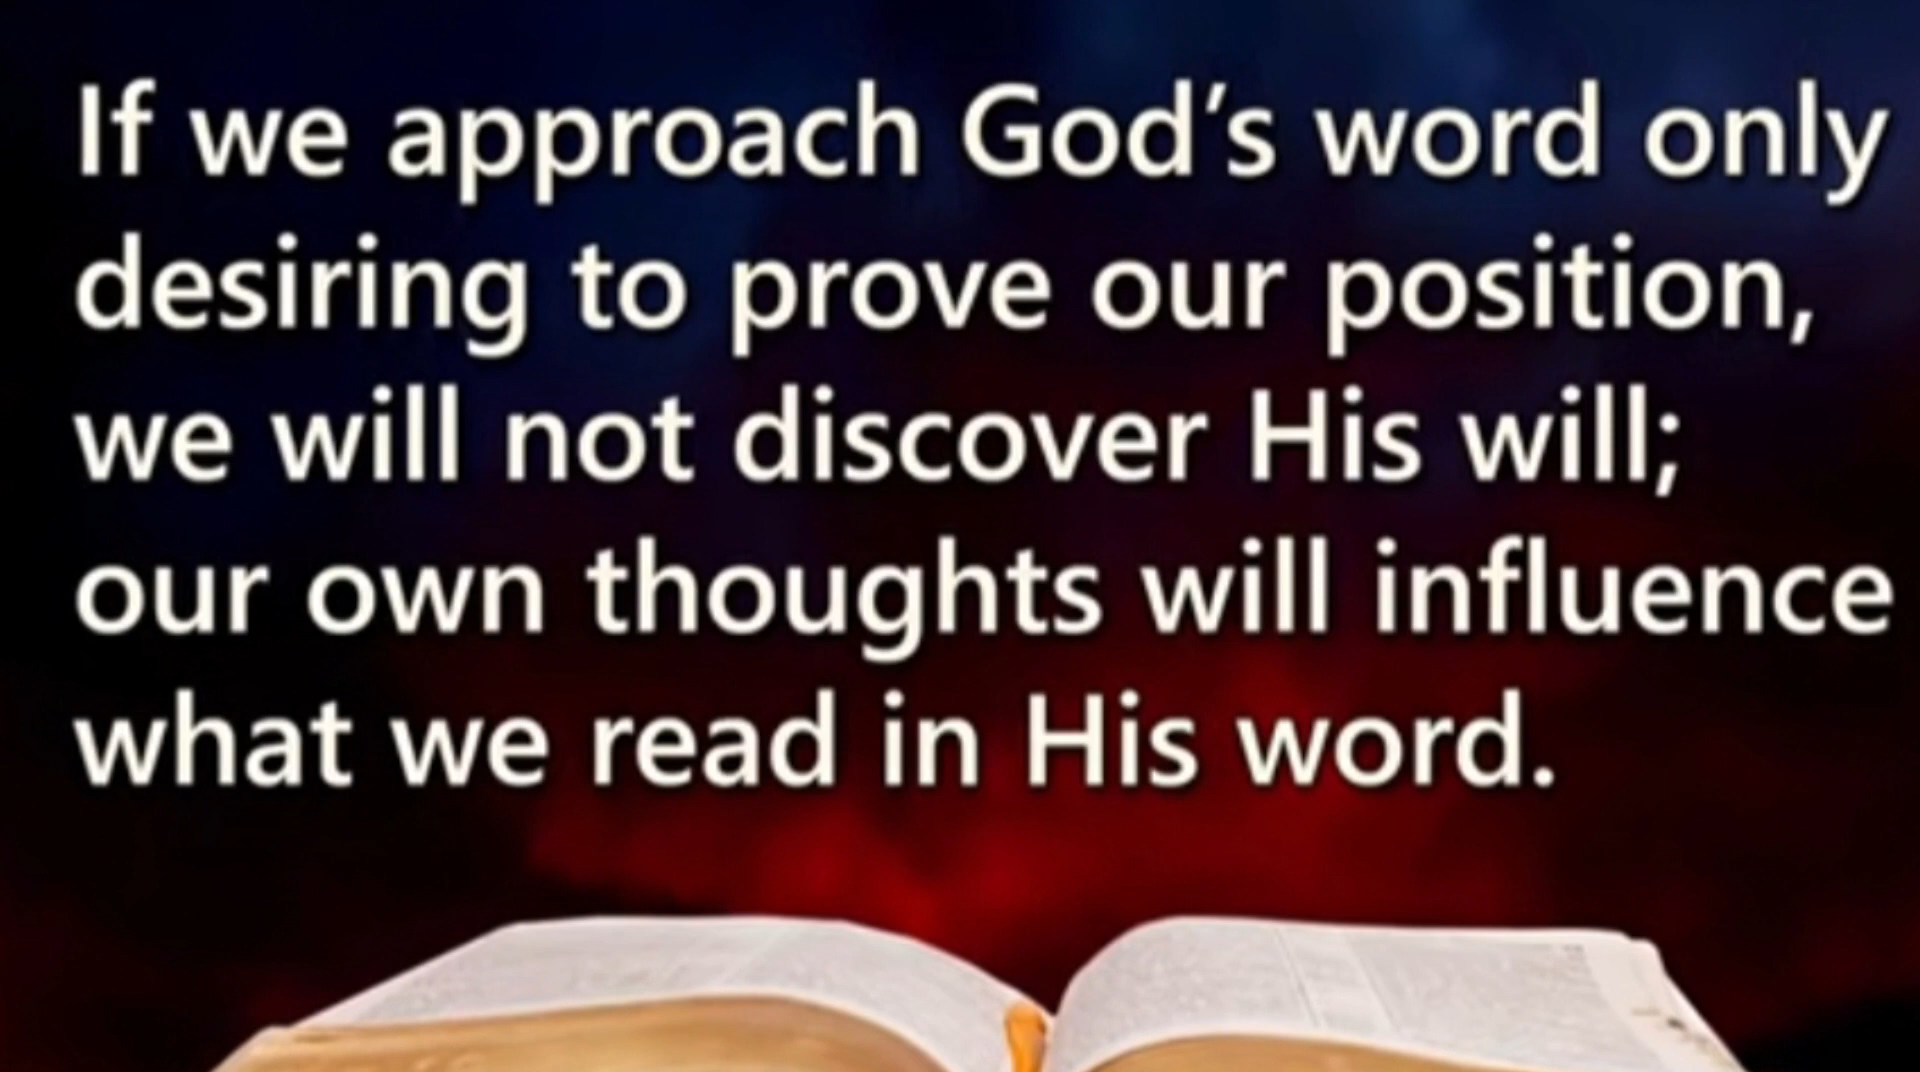 If we approach God’s word only
desiring to prove our position,
we will not discover His will;
our own thoughts will influence
what we read in His word.